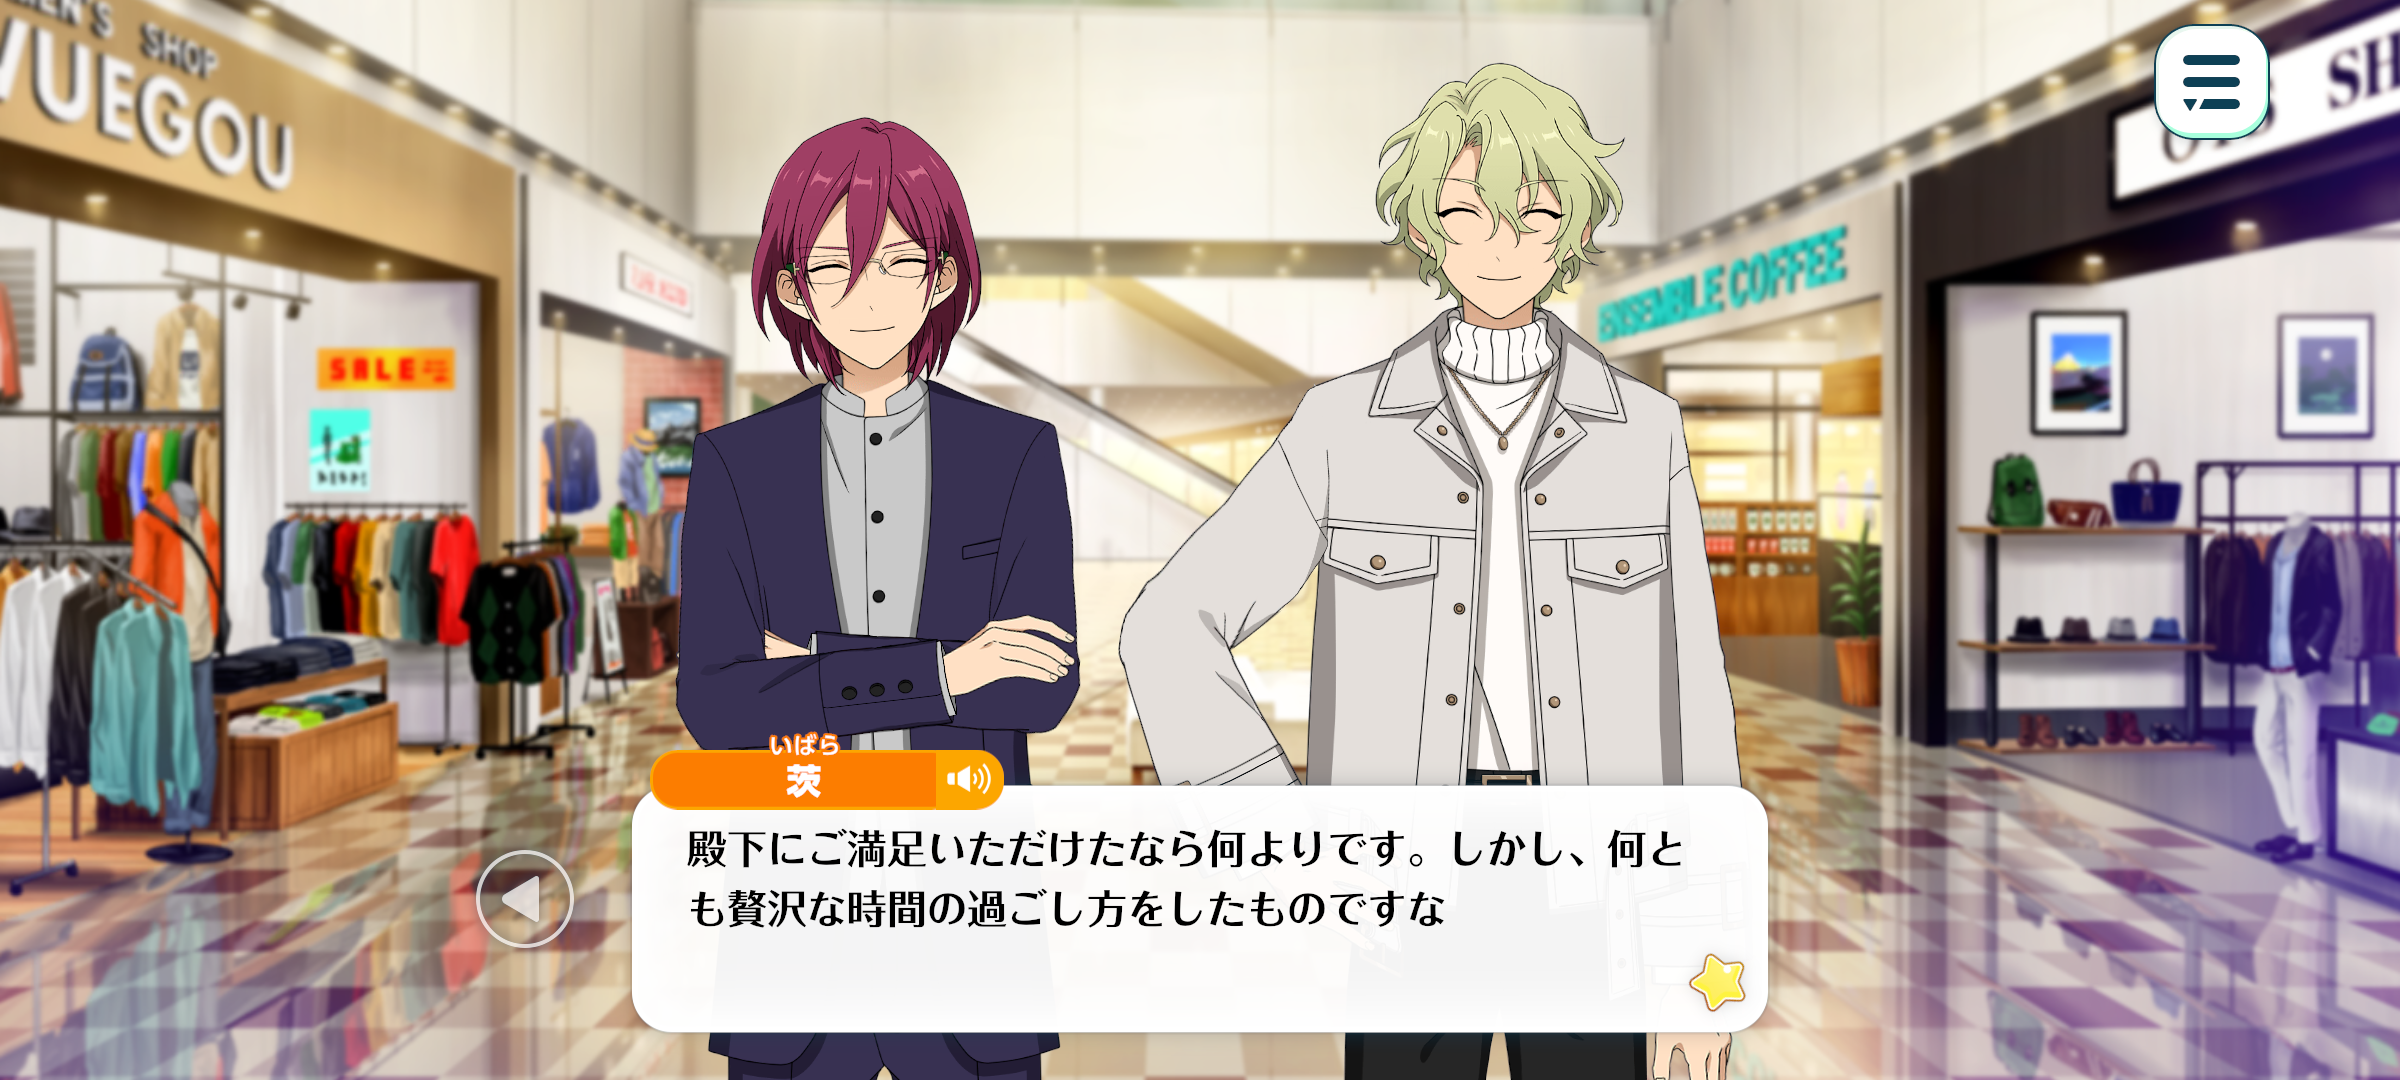 MEN'S SHOP
VUEGOU
SALE
ENSEMBLE COFFEE
いばら
茨
殿下にご満足いただけたなら何よりです。しかし、何と
も贅沢な時間の過ごし方をしたものですな